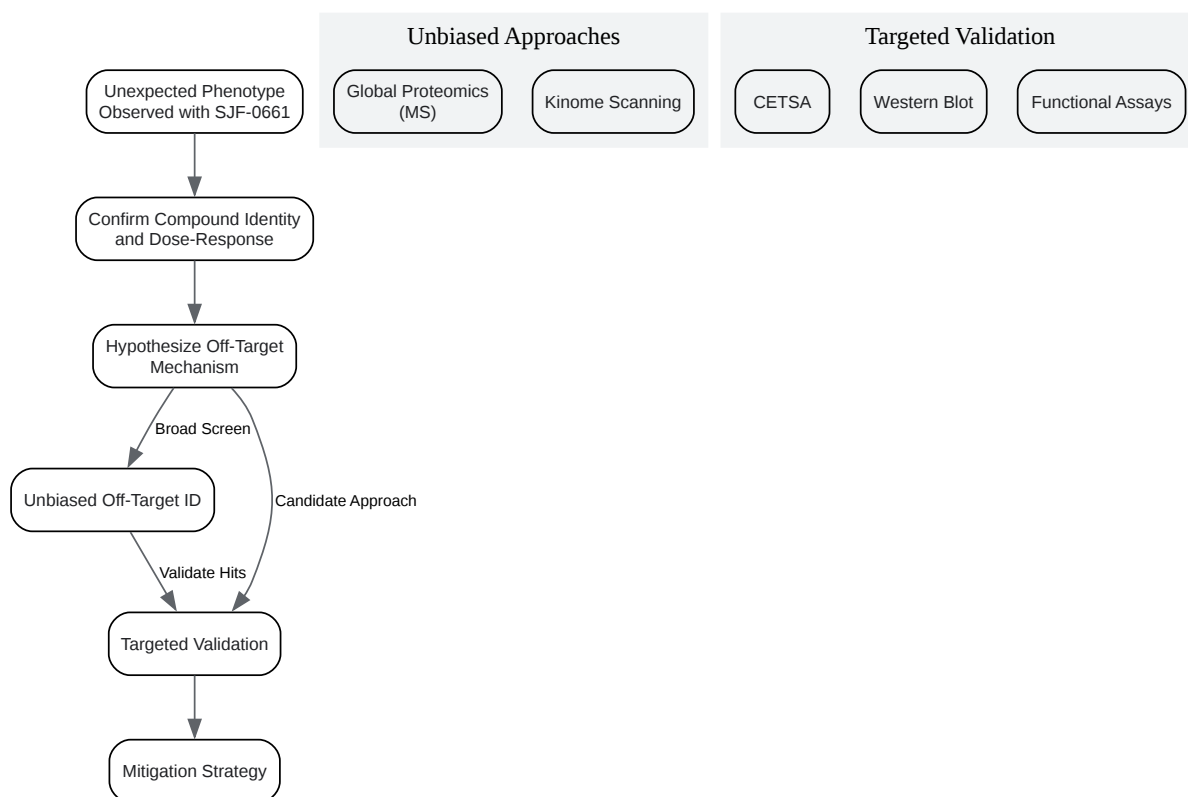 Unbiased Approaches
Targeted Validation
Unexpected Phenotype
Observed with SJF-0661
Global Proteomics
(MS)
Kinome Scanning
CETSA
Western Blot
Functional Assays
Confirm Compound Identity
and Dose-Response
Hypothesize Off-Target
Mechanism
Broad Screen
Unbiased Off-Target ID
Candidate Approach
Validate Hits
Targeted Validation
Mitigation Strategy